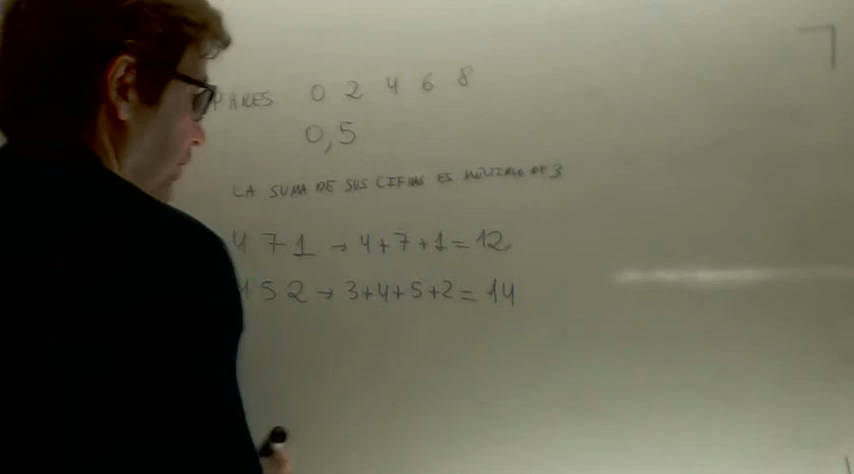 PARES 0 2 4 6 8
0,5
LA SUMA DE SUS CIFRAS ES MÚLTIPLO DE 3
4 7 1 → 4+7+1=12
4 5 2 → 3+4+5+2=14